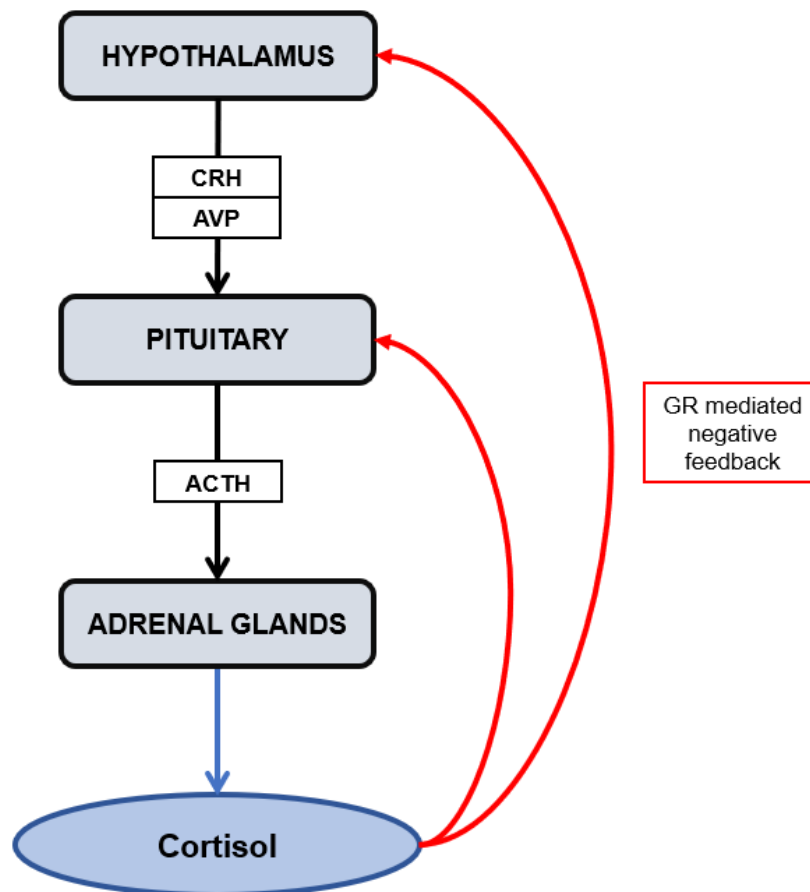 HYPOTHALAMUS
CRH
AVP
PITUITARY
GR mediated
negative
feedback
ACTH
ADRENAL GLANDS
Cortisol